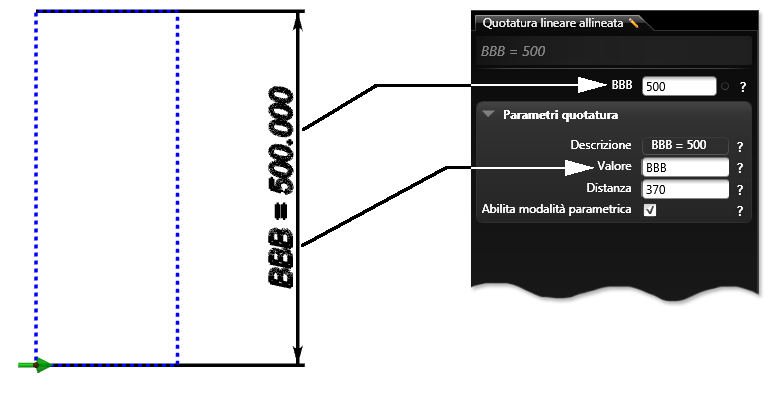 BBB = 500.000
Quotatura lineare allineata
BBB = 500
BBB 500 ?
Parametri quotatura
Descrizione BBB = 500 ?
Valore BBB ?
Distanza 370 ?
Abilita modalità parametrica ?